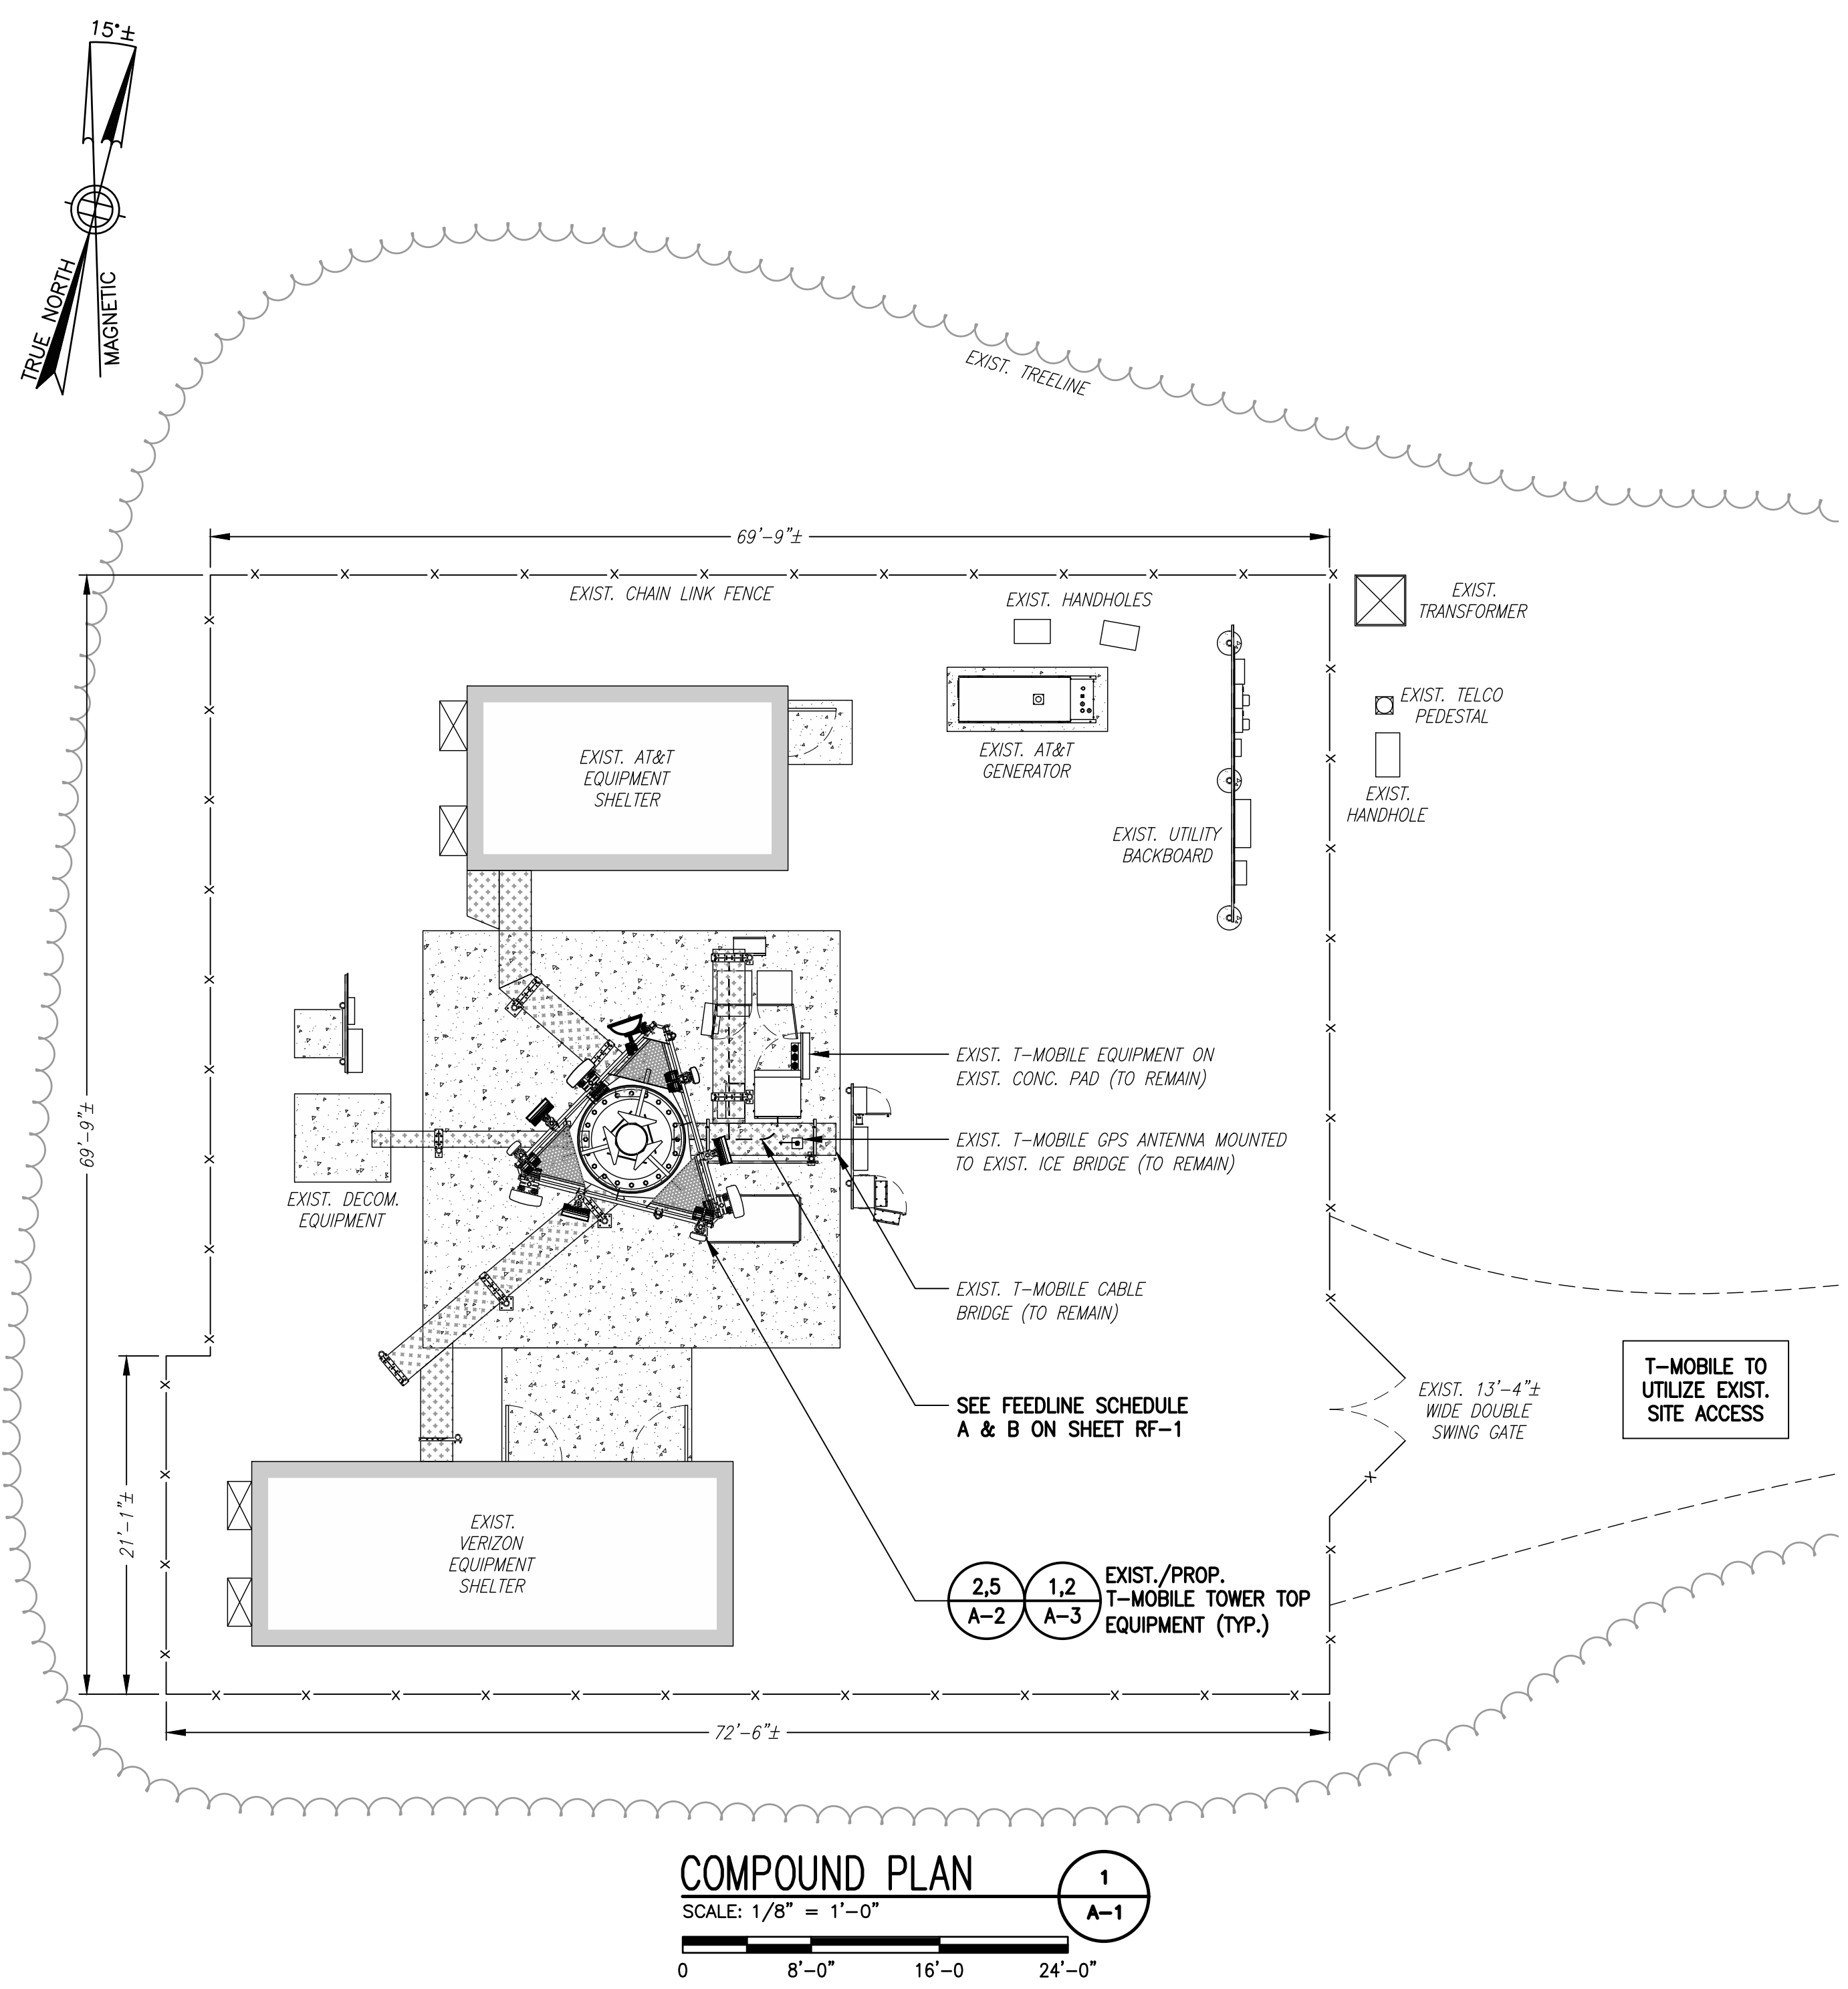 15°±
TRUE NORTH
MAGNETIC
EXIST. TREELINE
69'-9"±
EXIST. CHAIN LINK FENCE
EXIST. HANDHOLES
EXIST.
TRANSFORMER
EXIST. TELCO
PEDESTAL
EXIST. AT&T
EQUIPMENT
SHELTER
EXIST. AT&T
GENERATOR
EXIST.
HANDHOLE
EXIST. UTILITY
BACKBOARD
69'-9"±
EXIST. T-MOBILE EQUIPMENT ON
EXIST. CONC. PAD (TO REMAIN)
EXIST. T-MOBILE GPS ANTENNA MOUNTED
TO EXIST. ICE BRIDGE (TO REMAIN)
EXIST. DECOM.
EQUIPMENT
EXIST. T-MOBILE CABLE
BRIDGE (TO REMAIN)
SEE FEEDLINE SCHEDULE
A & B ON SHEET RF-1
EXIST. 13'-4"±
WIDE DOUBLE
SWING GATE
T-MOBILE TO
UTILIZE EXIST.
SITE ACCESS
21'-1"±
EXIST.
VERIZON
EQUIPMENT
SHELTER
2,5
A-2
1,2
A-3
EXIST./PROP.
T-MOBILE TOWER TOP
EQUIPMENT (TYP.)
72'-6"±
COMPOUND PLAN
SCALE: 1/8" = 1'-0"
1
A-1
0 8'-0" 16'-0 24'-0"